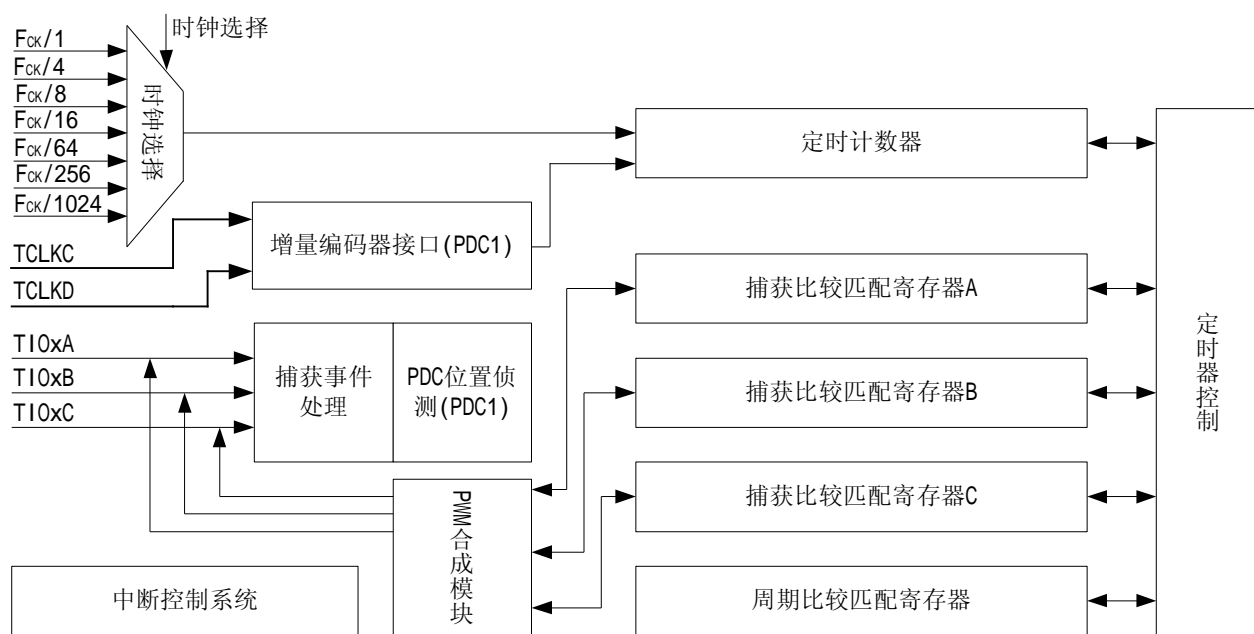 时钟选择
FCK/1
FCK/4
FCK/8
FCK/16
FCK/64
FCK/256
FCK/1024
时钟选择
定时计数器
TCLKC
TCLKD
增量编码器接口(PDC1)
捕获比较匹配寄存器A
TIOxA
TIOxB
TIOxC
捕获事件
处理
PDC位置侦
测(PDC1)
捕获比较匹配寄存器B
定时器控制
捕获比较匹配寄存器C
PWM合成模块
中断控制系统
周期比较匹配寄存器